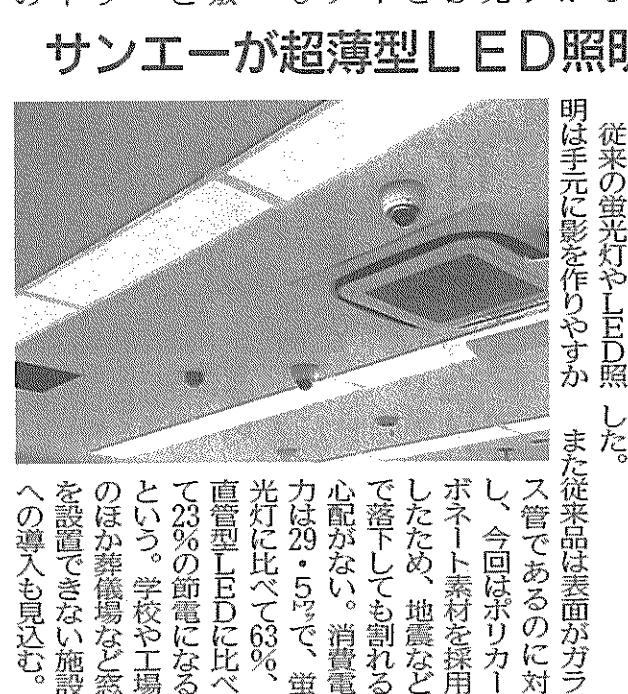 サンエーが超薄型LED照明
従来の蛍光灯やLED照
明は手元に影を作りやすか
した。
また従来品は表面がガラ
ス管であるのに対
し、今回はポリカー
ボネート素材を採用
したため、地震など
で落下しても割れる
心配がない。消費電
力は29・5㍗で、蛍
光灯に比べて63%、
直管型LEDに比べ
て23%の節電になる
という。学校や工場
のほか葬儀場など窓
を設置できない施設
への導入も見込む。